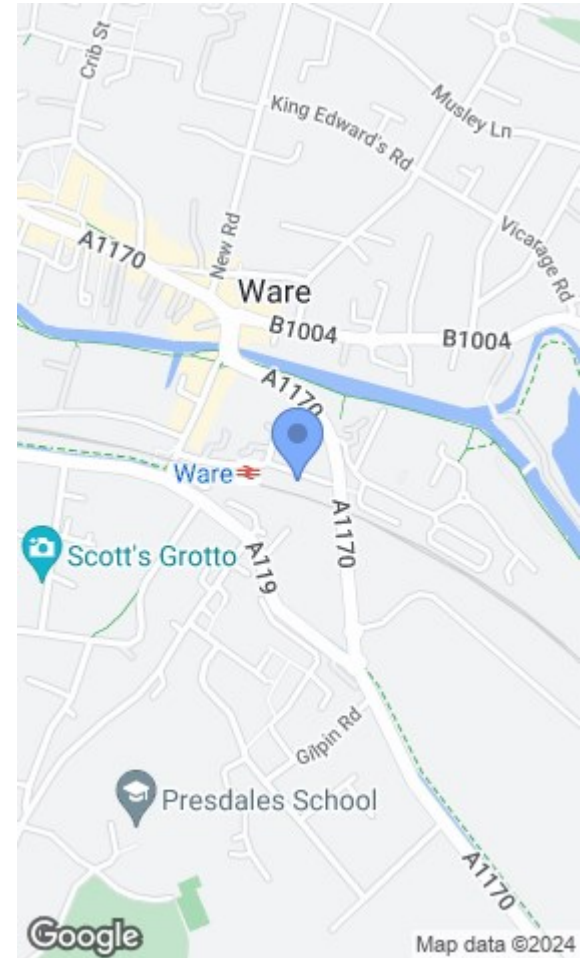 Crib St
King Edward's Rd
Musley Ln
New Rd
Vicarage Rd
A1170
Ware
B1004
B1004
A1170
Ware
A1170
Scott's Grotto
A119
Gilpin Rd
Presdales School
A1170
Google
Map data ©2024